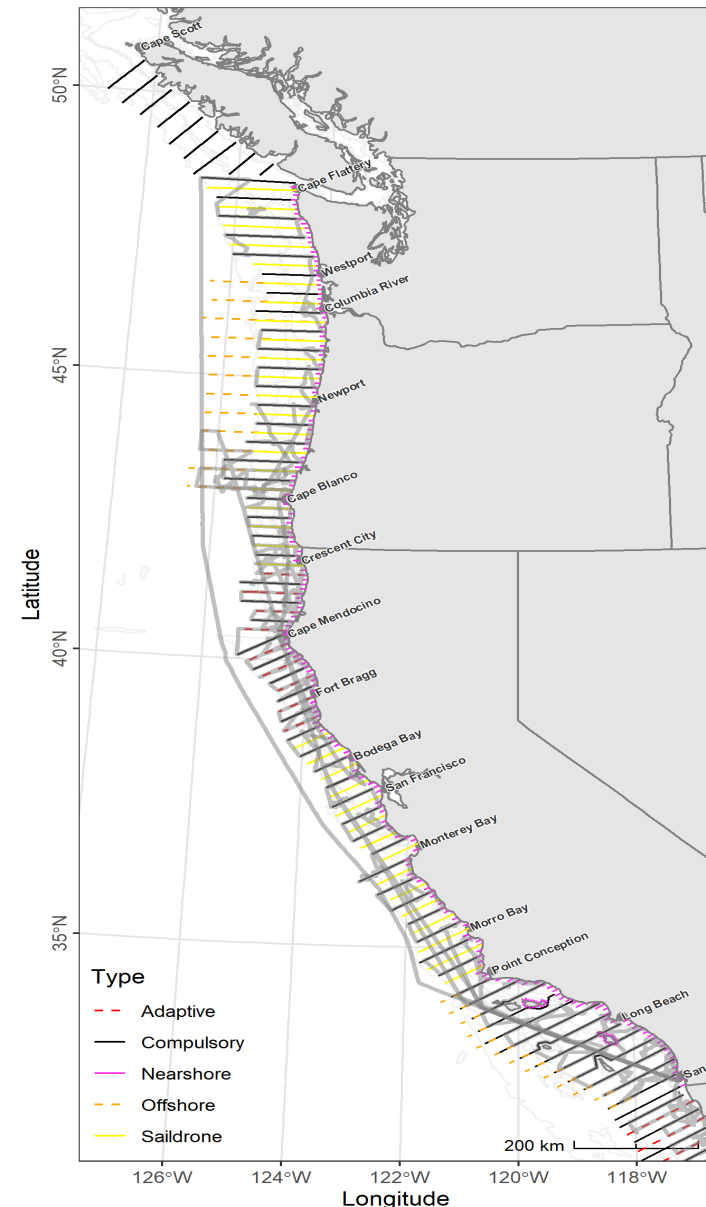 Cape Scott
50°N
Cape Flattery
Westport
Columbia River
45°N
Newport
Cape Blanco
Crescent City
Latitude
Cape Mendocino
40°N
Fort Bragg
Bodega Bay
San Francisco
Monterey Bay
Morro Bay
35°N
Point Conception
Type
Adaptive
Long Beach
Compulsory
Nearshore
San
Offshore
Saildrone
200 km
126°W
124°W
122°W
120°W
118°W
Longitude